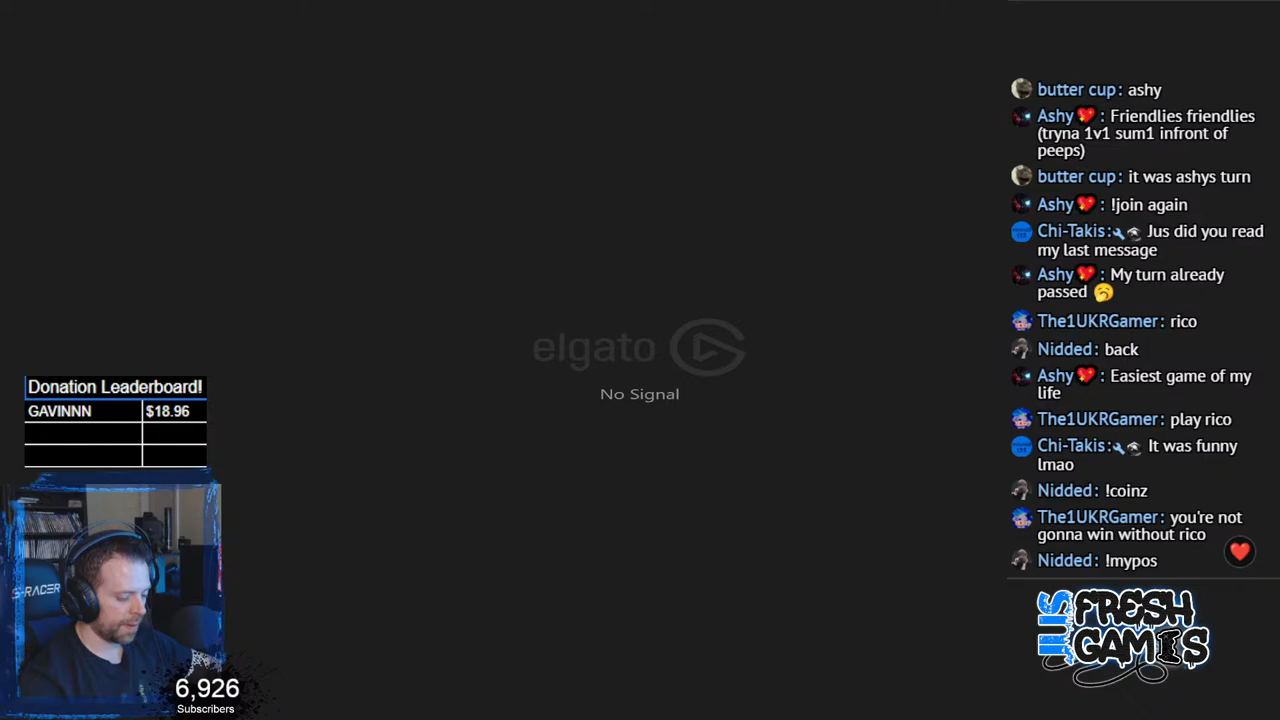 butter cup: ashy
Ashy💖: Friendlies friendlies
(tryna 1v1 sum1 infront of
peeps)
butter cup: it was ashys turn
Ashy💖: !join again
Chi-Takis: Jus did you read
my last message
Ashy💖: My turn already
passed 🥱
The1UKRGamer: rico
Nidded: back
Ashy💖: Easiest game of my
life
The1UKRGamer: play rico
Chi-Takis: It was funny
lmao
Nidded: !coinz
The1UKRGamer: you're not
gonna win without rico
Nidded: !mypos
elgato
No Signal
Donation Leaderboard!
GAVINNN $18.96
S-RACER
6,926
Subscribers
JUS
FRESH
GAMES